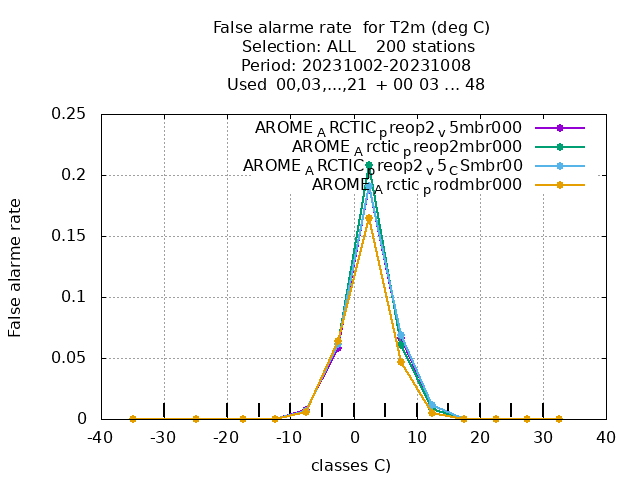 False alarme rate  for T2m (deg C)
Selection: ALL    200 stations
Period: 20231002-20231008
Used  00,03,...,21  + 00 03 ... 48
0.25
AROME_ARCTIC_preop2_v5mbr000
AROME_Arctic_preop2mbr000
AROME_ARCTIC_preop2_v5_CSmbr00
AROME_Arctic_prodmbr000
0.2
0.15
0.1
0.05
0
False alarme rate
-40 -30 -20 -10 0 10 20 30 40
classes C)